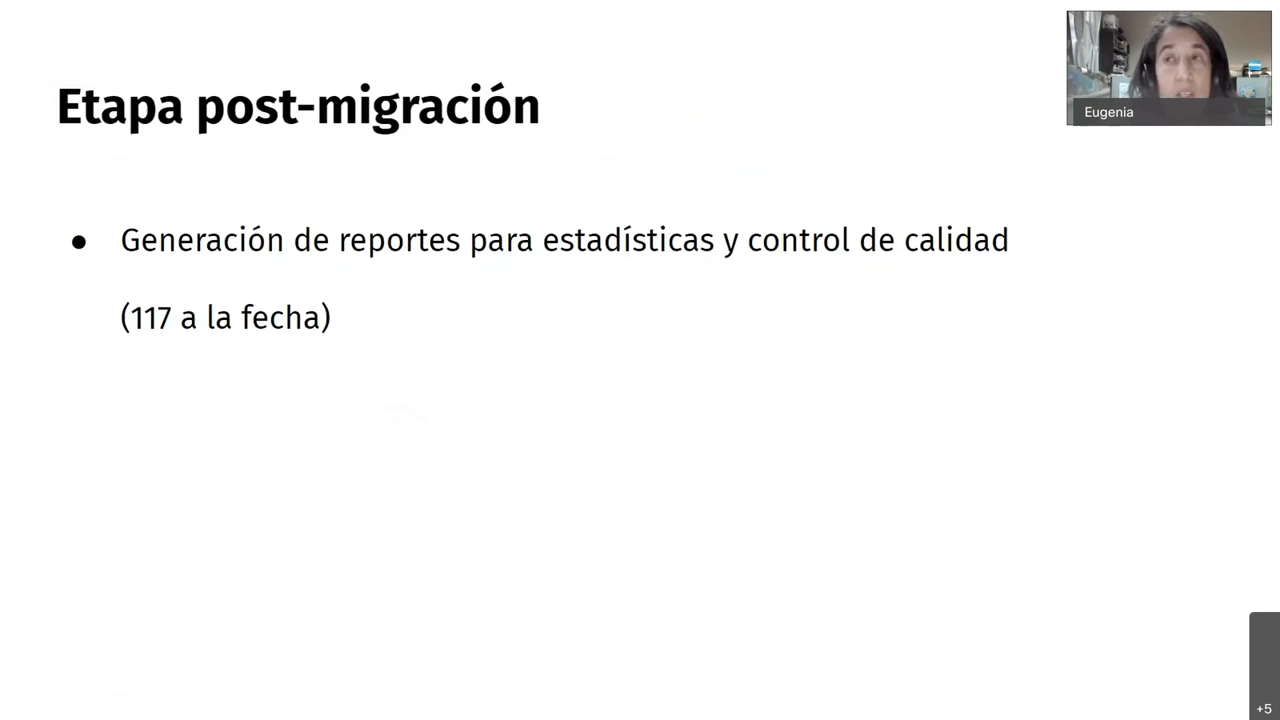 Etapa post-migración
Eugenia
● Generación de reportes para estadísticas y control de calidad
(117 a la fecha)
+5